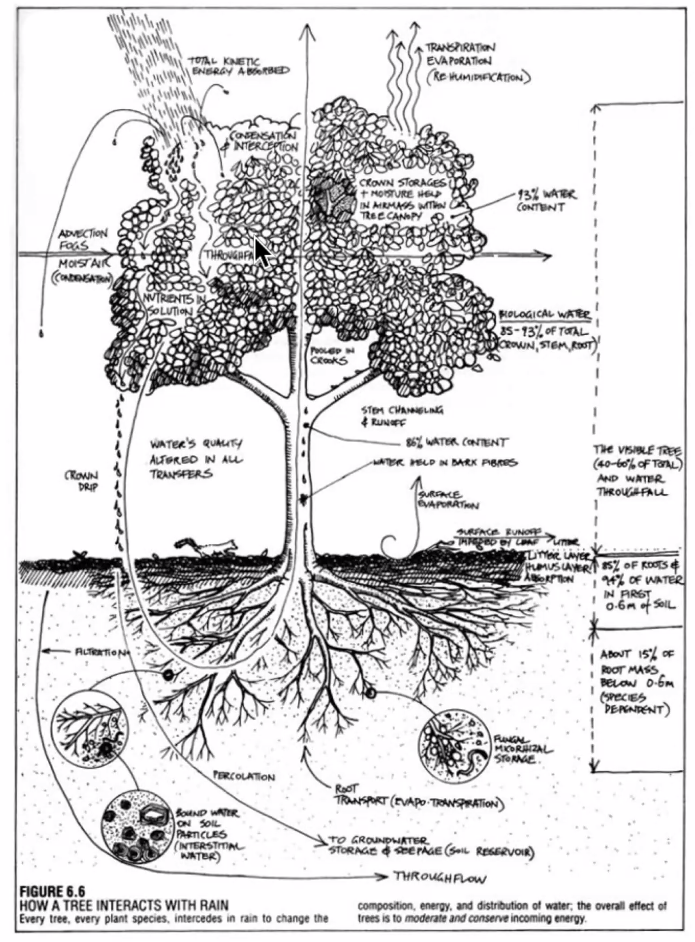 TOTAL KINETIC
ENERGY ABSORBED
TRANSPIRATION
EVAPORATION
(RE HUMIDIFICATION)
CONDENSATION
& INTERCEPTION
CROWN STORAGES
+ MOISTURE HELD
IN AIRMASS WITHIN
TREE CANOPY
93% WATER
CONTENT
ADVECTION
FOGS
MOIST AIR
(CONDENSATION)
NUTRIENTS IN
SOLUTION
BIOLOGICAL WATER
85-93% OF TOTAL
CROWN, STEM, ROOT)
POOLED IN
CROOKS
STEM CHANNELING
& RUNOFF
86% WATER CONTENT
WATER HELD IN BARK FIBRES
WATER'S QUALITY
ALTERED IN ALL
TRANSFERS
CROWN
DRIP
SURFACE
EVAPORATION
THE VISIBLE TREE
(40-60% OF TOTAL)
AND WATER
THROUGHFALL
SURFACE RUNOFF
IMPEDED BY LEAF LITTER
LITTER LAYER
HUMUS LAYER
ABSORPTION
85% OF ROOTS &
94% OF WATER
IN FIRST
0.6m of SOIL
FILTRATION
ABOUT 15% OF
ROOT MASS
BELOW 0.6m
(SPECIES
DEPENDENT)
FUNGAL
STORAGE
PERCOLATION
ROOT
TRANSPORT (EVAPO-TRANSPIRATION)
BOUND WATER
ON SOIL
PARTICLES
(INTERSTITIAL
WATER)
TO GROUNDWATER
STORAGE & SEEPAGE (SOIL RESERVOIR)
THROUGHFLOW
FIGURE 6.6
HOW A TREE INTERACTS WITH RAIN
Every tree, every plant species, intercedes in rain to change the
composition, energy, and distribution of water; the overall effect of
trees is to moderate and conserve incoming energy.